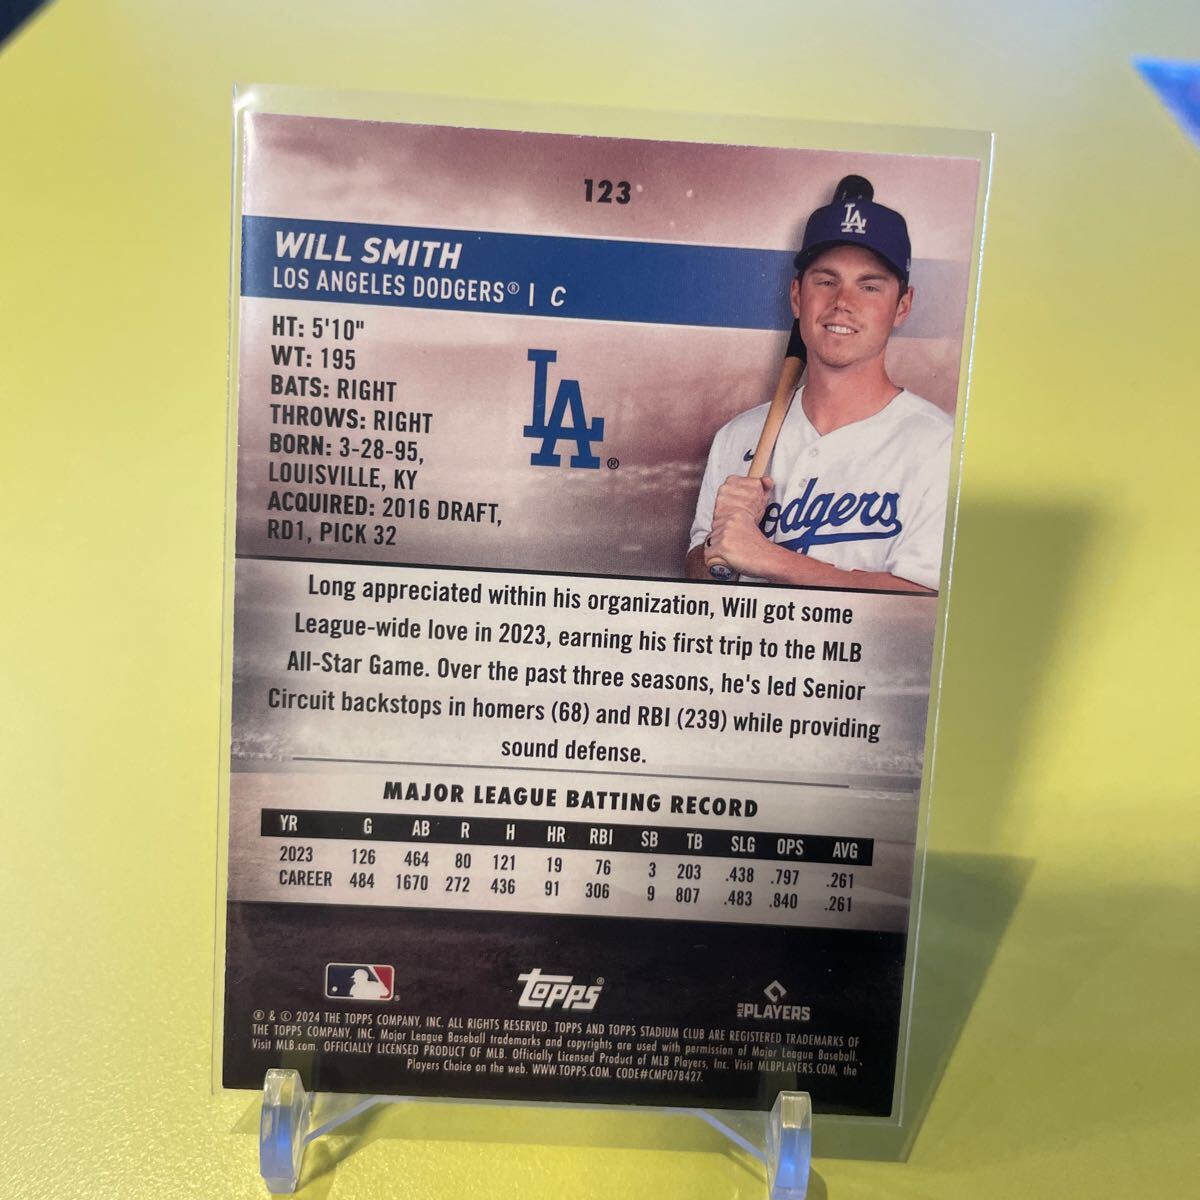 123
LA
WILL SMITH
LOS ANGELES DODGERS® | C
HT: 5'10"
WT: 195
BATS: RIGHT
THROWS: RIGHT
BORN: 3-28-95,
LOUISVILLE, KY
ACQUIRED: 2016 DRAFT,
RD1, PICK 32
LA®
odgers
Long appreciated within his organization, Will got some
League-wide love in 2023, earning his first trip to the MLB
All-Star Game. Over the past three seasons, he's led Senior
Circuit backstops in homers (68) and RBI (239) while providing
sound defense.
MAJOR LEAGUE BATTING RECORD
YR G AB R H HR RBI SB TB SLG OPS AVG
2023 126 464 80 121 19 76 3 203 .438 .797 .261
CAREER 484 1670 272 436 91 306 9 807 .483 .840 .261
topps®
MLB PLAYERS
® & © 2024 THE TOPPS COMPANY, INC. ALL RIGHTS RESERVED. TOPPS AND TOPPS STADIUM CLUB ARE REGISTERED TRADEMARKS OF
THE TOPPS COMPANY, INC. Major League Baseball trademarks and copyrights are used with permission of Major League Baseball.
Visit MLB.com. OFFICIALLY LICENSED PRODUCT OF MLB. Officially Licensed Product of MLB Players, Inc. Visit MLBPLAYERS.COM, the
Players Choice on the web. WWW.TOPPS.COM. CODE#CMP078427.